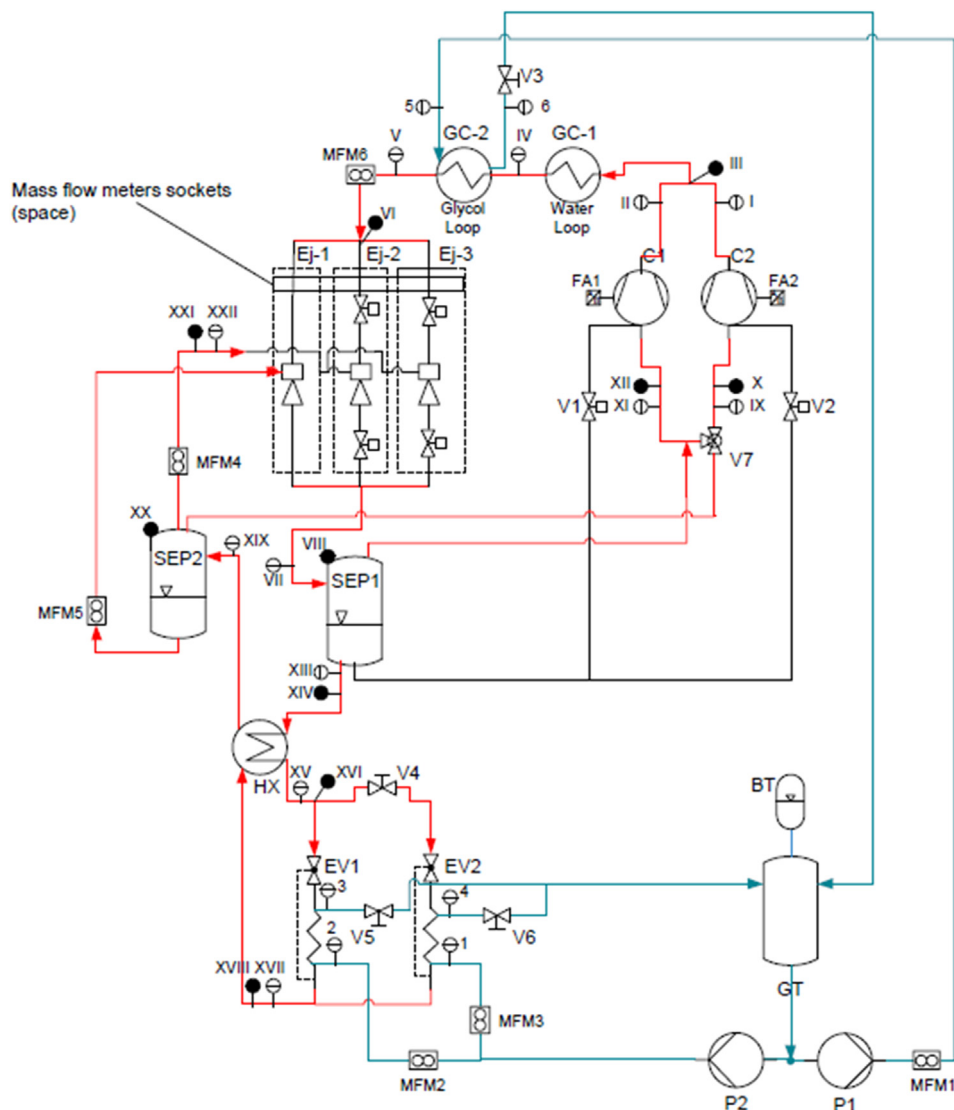 V3
5
6
GC-2
GC-1
V
IV
III
MFM6
Glycol
Loop
Water
Loop
II
I
Mass flow meters sockets
(space)
VI
Ej-1
Ej-2
Ej-3
C1
C2
FA1
FA2
XXI
XXII
XII
X
XI
IX
V1
V2
V7
MFM4
XX
XIX
VIII
SEP2
SEP1
VII
MFM5
XIII
XIV
HX
XV
XVI
V4
BT
EV1
EV2
3
4
2
V5
V6
1
XVIII
XVII
GT
MFM3
MFM2
P2
P1
MFM1